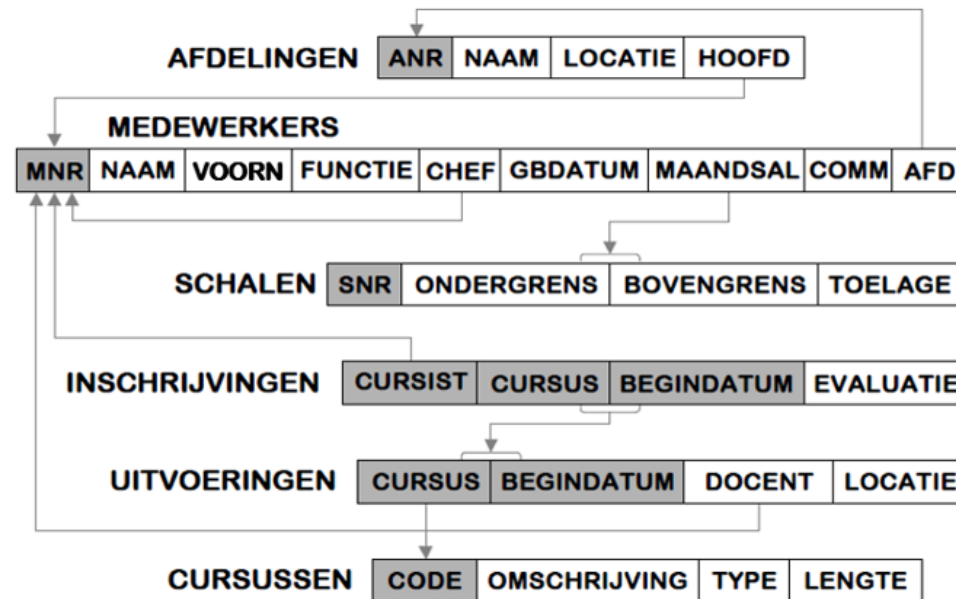 AFDELINGEN ANR NAAM LOCATIE HOOFD
MEDEWERKERS
MNR NAAM VOORN FUNCTIE CHEF GBDATUM MAANDSAL COMM AFD
SCHALEN SNR ONDERGRENS BOVENGRENS TOELAGE
INSCHRIJVINGEN CURSIST CURSUS BEGINDATUM EVALUATIE
UITVOERINGEN CURSUS BEGINDATUM DOCENT LOCATIE
CURSUSSEN CODE OMSCHRIJVING TYPE LENGTE